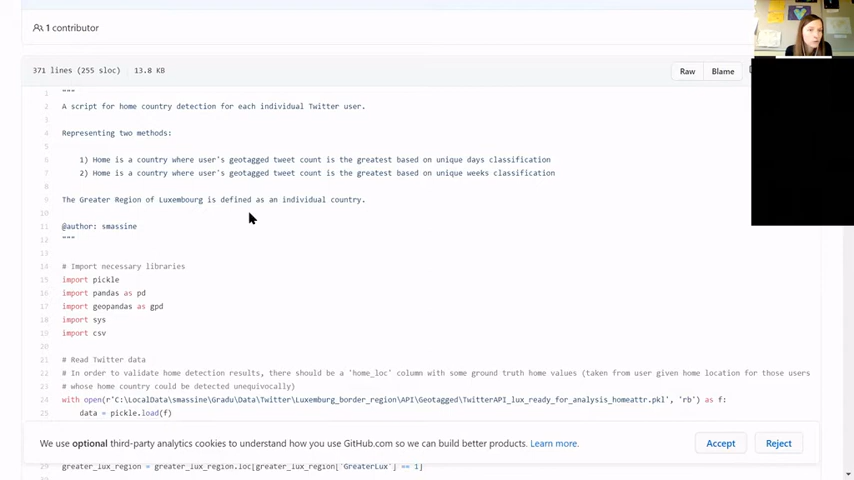 1 contributor
371 lines (255 sloc) 13.8 KB
Raw Blame
1 """
2 A script for home country detection for each individual Twitter user.
3
4 Representing two methods:
5
6 1) Home is a country where user's geotagged tweet count is the greatest based on unique days classification
7 2) Home is a country where user's geotagged tweet count is the greatest based on unique weeks classification
8
9 The Greater Region of Luxembourg is defined as an individual country.
10
11 @author: smassine
12 """
13
14 # Import necessary libraries
15 import pickle
16 import pandas as pd
17 import geopandas as gpd
18 import sys
19 import csv
20
21 # Read Twitter data
22 # In order to validate home detection results, there should be a 'home_loc' column with some ground truth home values (taken from user given home location for those users
23 # whose home country could be detected unequivocally)
24 with open(r'C:\LocalData\smassine\Gradu\Data\Twitter\Luxemburg_border_region\API\Geotagged\TwitterAPI_lux_ready_for_analysis_homeattr.pkl', 'rb') as f:
25 data = pickle.load(f)
We use optional third-party analytics cookies to understand how you use GitHub.com so we can build better products. Learn more.
Accept Reject
29 greater_lux_region = greater_lux_region.loc[greater_lux_region['GreaterLux'] == 1]